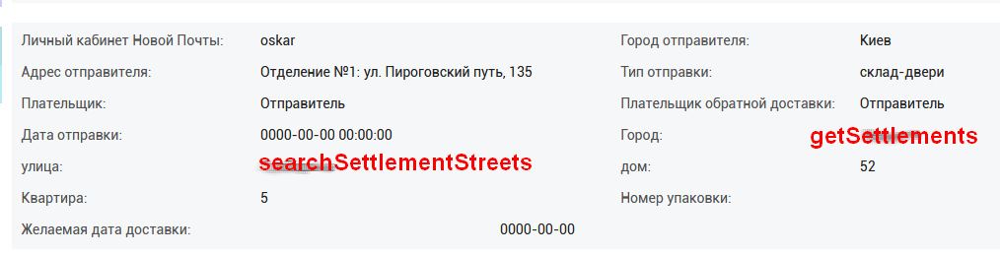 Личный кабинет Новой Почты: oskar Город отправителя: Киев
Адрес отправителя: Отделение №1: ул. Пироговский путь, 135 Тип отправки: склад-двери
Плательщик: Отправитель Плательщик обратной доставки: Отправитель
Дата отправки: 0000-00-00 00:00:00 Город: getSettlements
улица: searchSettlementStreets дом: 52
Квартира: 5 Номер упаковки:
Желаемая дата доставки: 0000-00-00